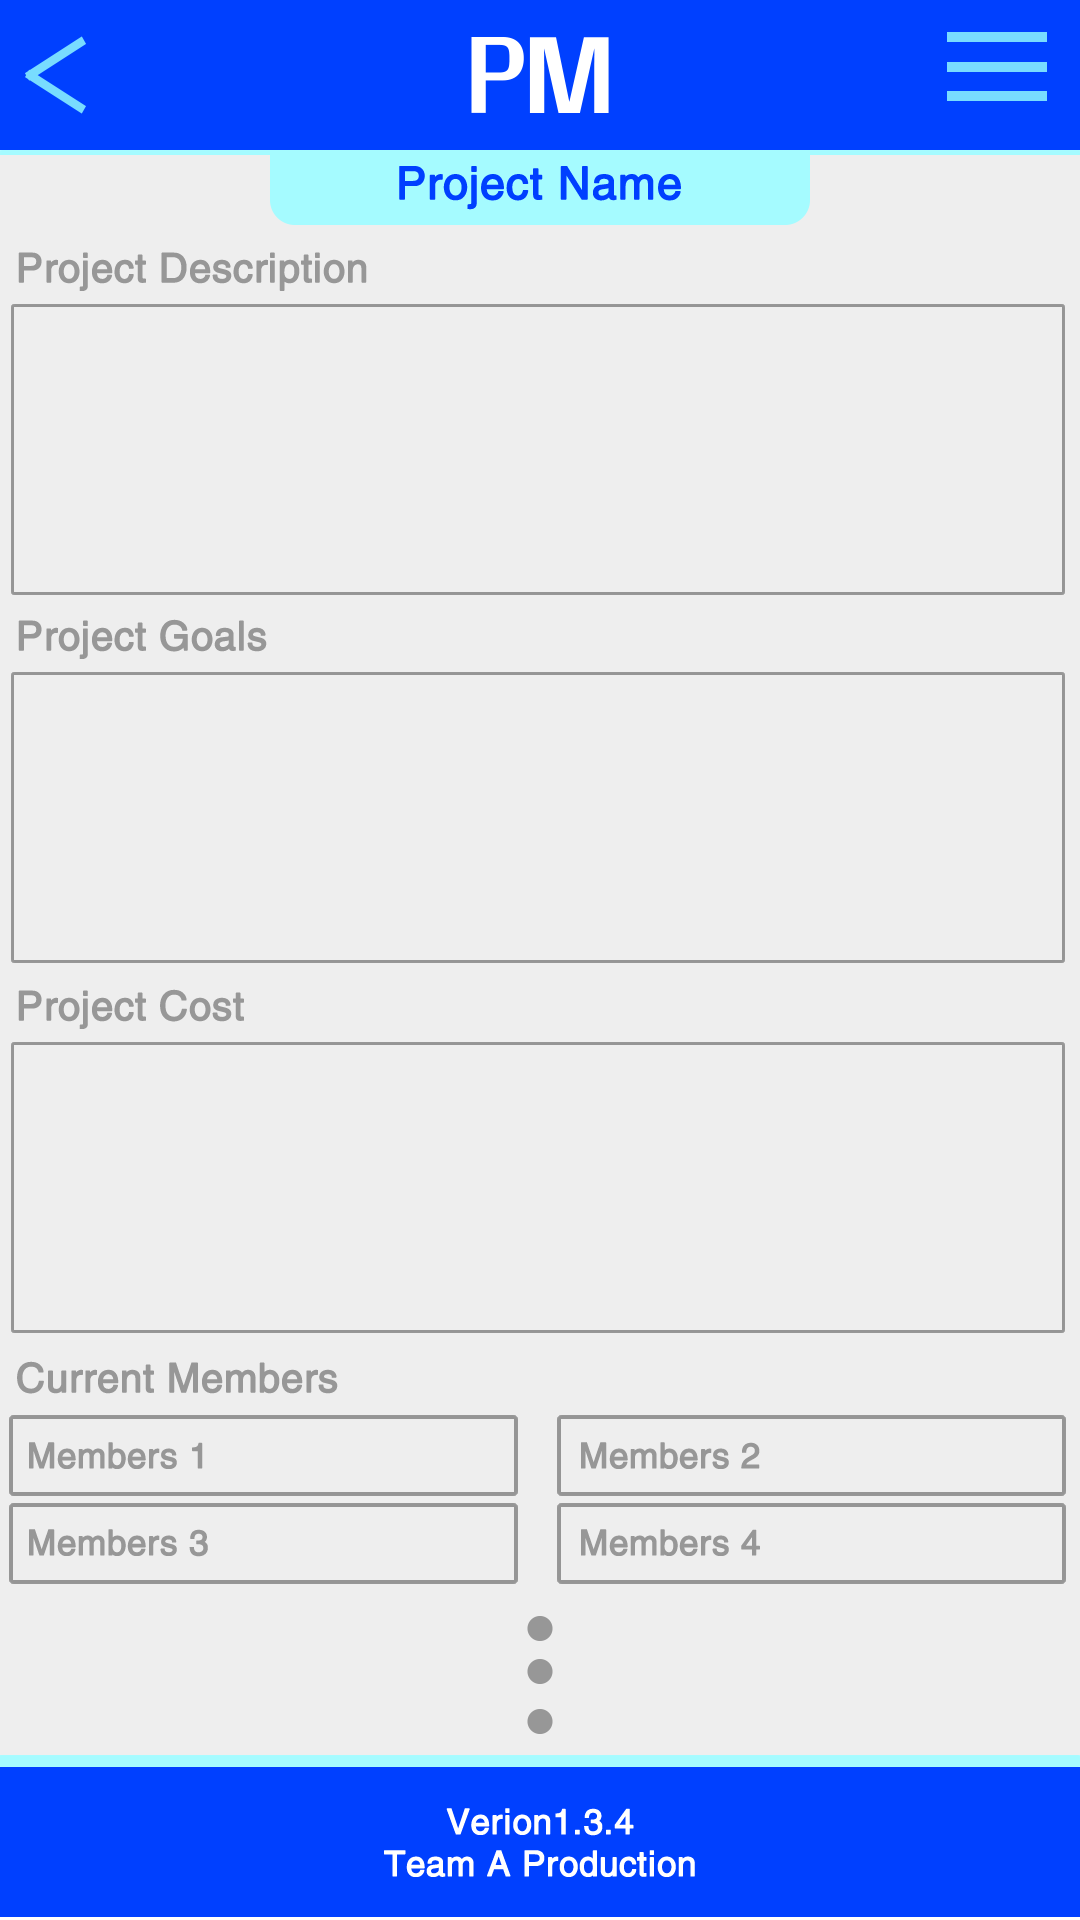 PM
Project Name
Project Description
Project Goals
Project Cost
Current Members
Members 1
Members 2
Members 3
Members 4
Verion1.3.4
Team A Production